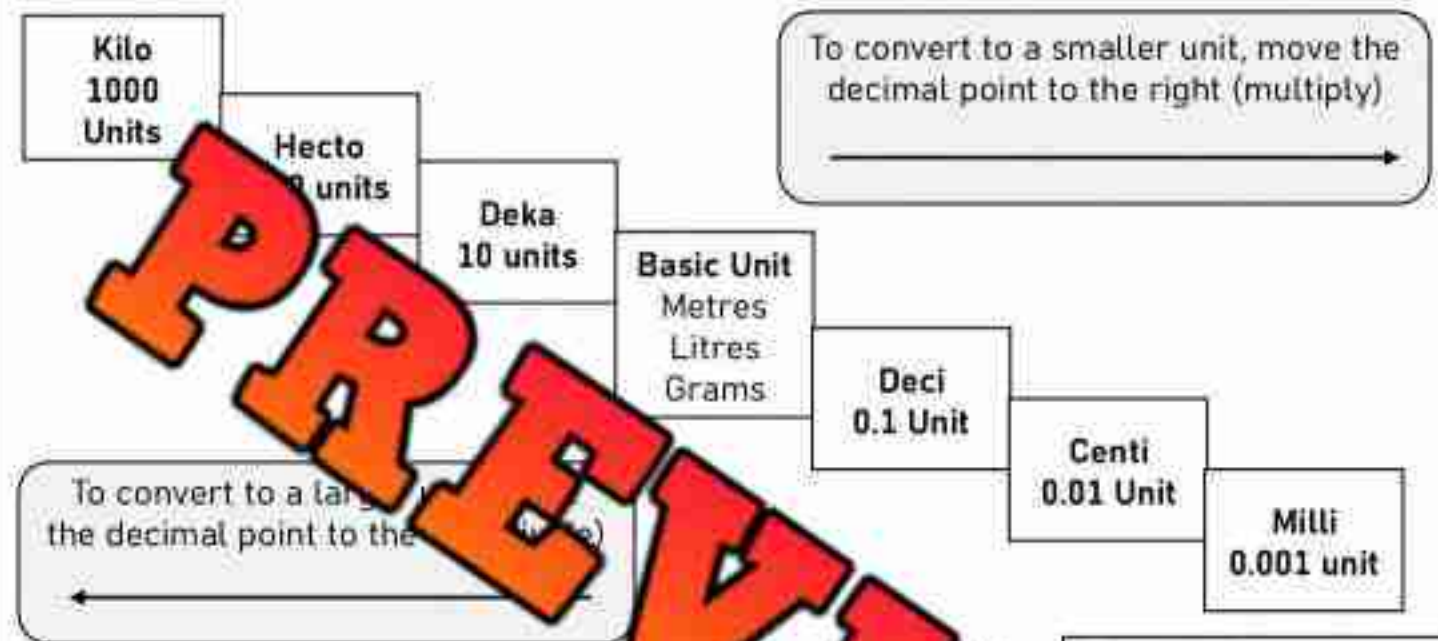 Kilo
1000
Units
To convert to a smaller unit, move the
decimal point to the right (multiply)
Hecto
units
Deka
10 units
Basic Unit
Metres
Litres
Grams
Deci
0.1 Unit
Centi
0.01 Unit
Milli
0.001 unit
To convert to a
the decimal point to the